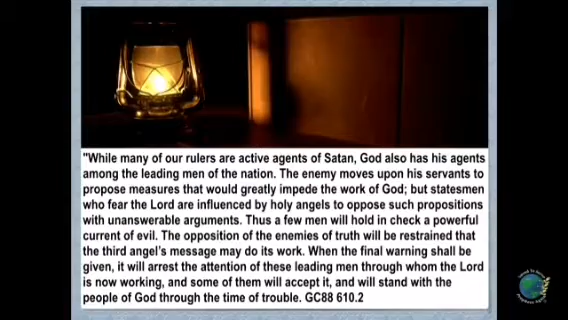 "While many of our rulers are active agents of Satan, God also has his agents
among the leading men of the nation. The enemy moves upon his servants to
propose measures that would greatly impede the work of God; but statesmen
who fear the Lord are influenced by holy angels to oppose such propositions
with unanswerable arguments. Thus a few men will hold in check a powerful
current of evil. The opposition of the enemies of truth will be restrained that
the third angel's message may do its work. When the final warning shall be
given, it will arrest the attention of these leading men through whom the Lord
is now working, and some of them will accept it, and will stand with the
people of God through the time of trouble. GC88 610.2